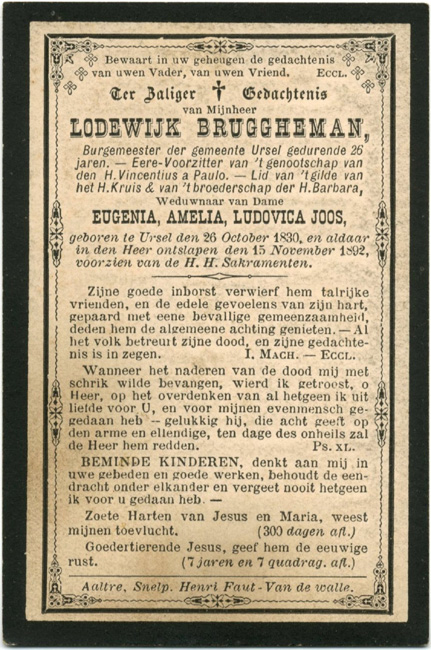 Bewaart in uw geheugen de gedachtenis
van uwen Vader, van uwen Vriend. ECCL.
Ter Zaliger † Gedachtenis
van Mijnheer
LODEWIJK BRUGGHEMAN,
Burgemeester der gemeente Ursel gedurende 26
jaren. — Eere-Voorzitter van 't genootschap van
den H. Vincentius a Paulo. — Lid van 't gilde van
het H. Kruis & van 't broederschap der H. Barbara,
Weduwnaar van Dame
EUGENIA, AMELIA, LUDOVICA JOOS,
geboren te Ursel den 26 October 1830, en aldaar
in den Heer ontslapen den 15 November 1892,
voorzien van de H. H. Sakramenten.
Zijne goede inborst verwierf hem talrijke
vrienden, en de edele gevoelens van zijn hart,
gepaard met eene bevallige gemeenzaamheid,
deden hem de algemeene achting genieten. — Al
het volk betreurt zijne dood, en zijne gedachte-
nis is in zegen. I. MACH. — ECCL.
Wanneer het naderen van de dood mij met
schrik wilde bevangen, wierd ik getroost, o
Heer, op het overdenken van al hetgeen ik uit
liefde voor U, en voor mijnen evenmensch ge-
gedaan heb — gelukkig hij, die acht geeft op
den arme en ellendige, ten dage des onheils zal
de Heer hem redden. Ps. XL.
BEMINDE KINDEREN, denkt aan mij in
uwe gebeden en goede werken, behoudt de een-
dracht onder elkander en vergeet nooit hetgeen
ik voor u gedaan heb. —
Zoete Harten van Jesus en Maria, weest
mijnen toevlucht. (300 dagen afl.)
Goedertierende Jesus, geef hem de eeuwige
rust. (7 jaren en 7 quadrag. afl.)
Aaltre, Snelp. Henri Faut-Van de walle.